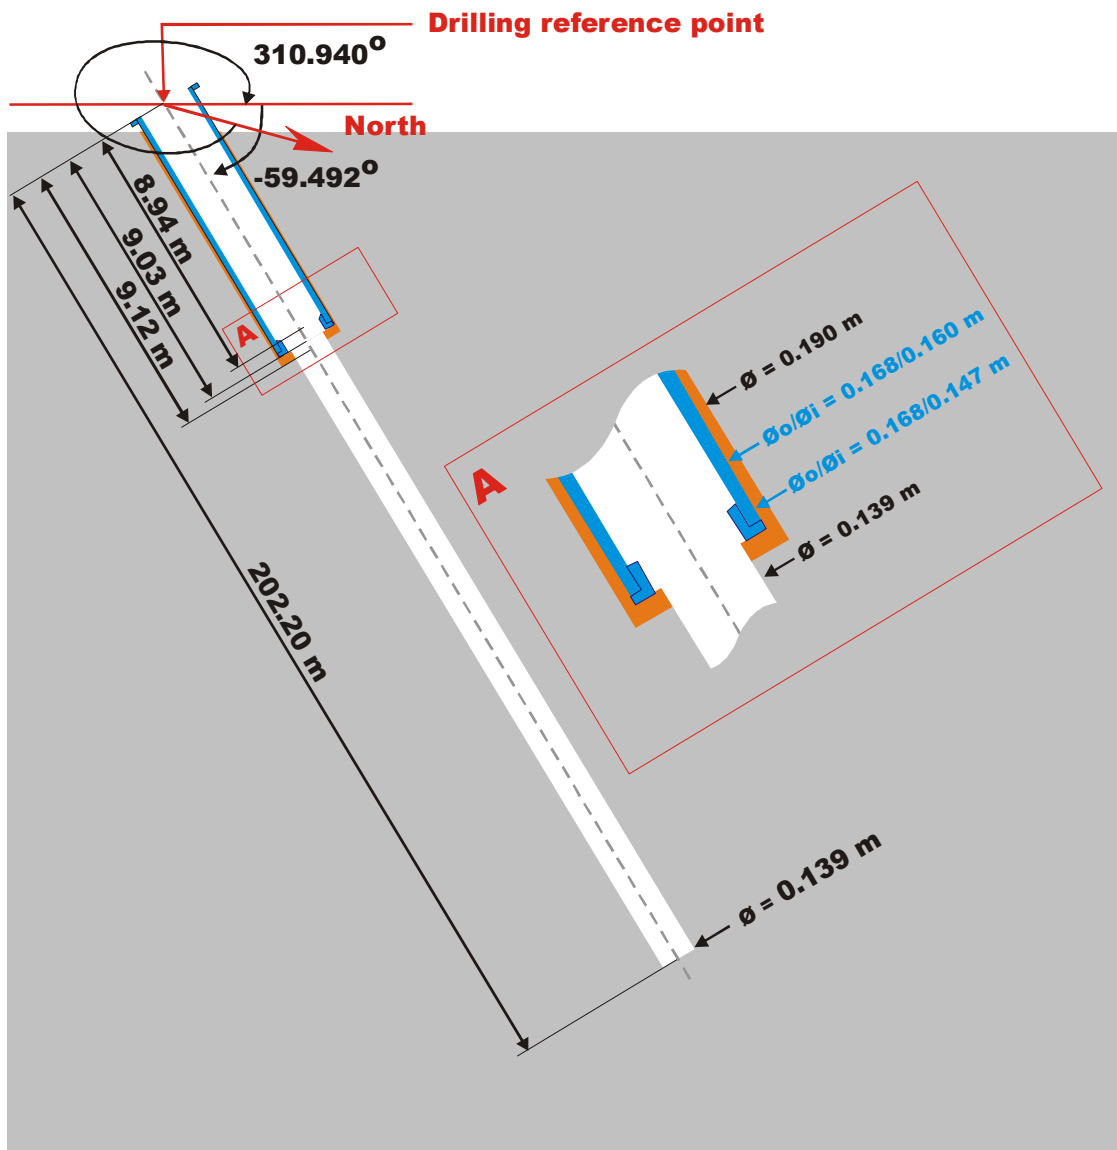 Drilling reference point
310.940°
North
-59.492°
8.94 m
9.03 m
9.12 m
A
202.20 m
A
Ø = 0.190 m
Øo/Øi = 0.168/0.160 m
Øo/Øi = 0.168/0.147 m
Ø = 0.139 m
Ø = 0.139 m